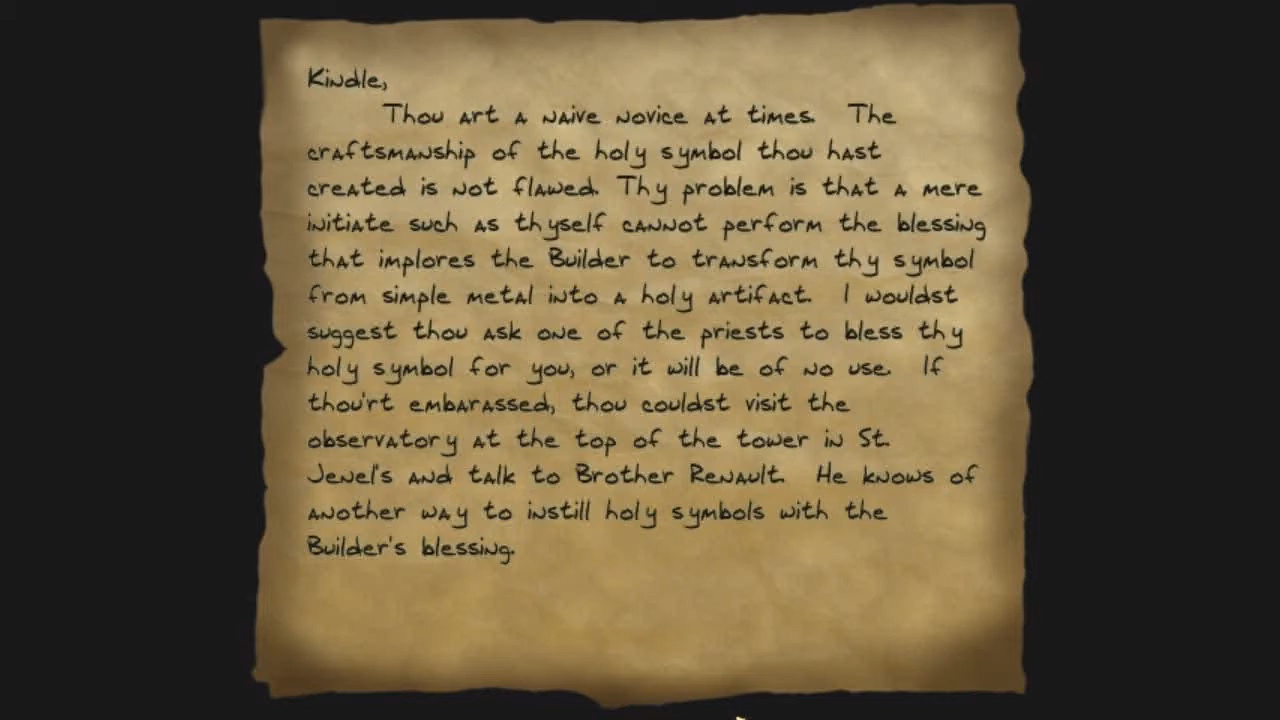 Kindle,
Thou art a naive novice at times. The
craftsmanship of the holy symbol thou hast
created is not flawed. Thy problem is that a mere
initiate such as thyself cannot perform the blessing
that implores the Builder to transform thy symbol
from simple metal into a holy artifact. I wouldst
suggest thou ask one of the priests to bless thy
holy symbol for you, or it will be of no use. If
thou'rt embarassed, thou couldst visit the
observatory at the top of the tower in St.
Jenel's and talk to Brother Renault. He knows of
another way to instill holy symbols with the
Builder's blessing.